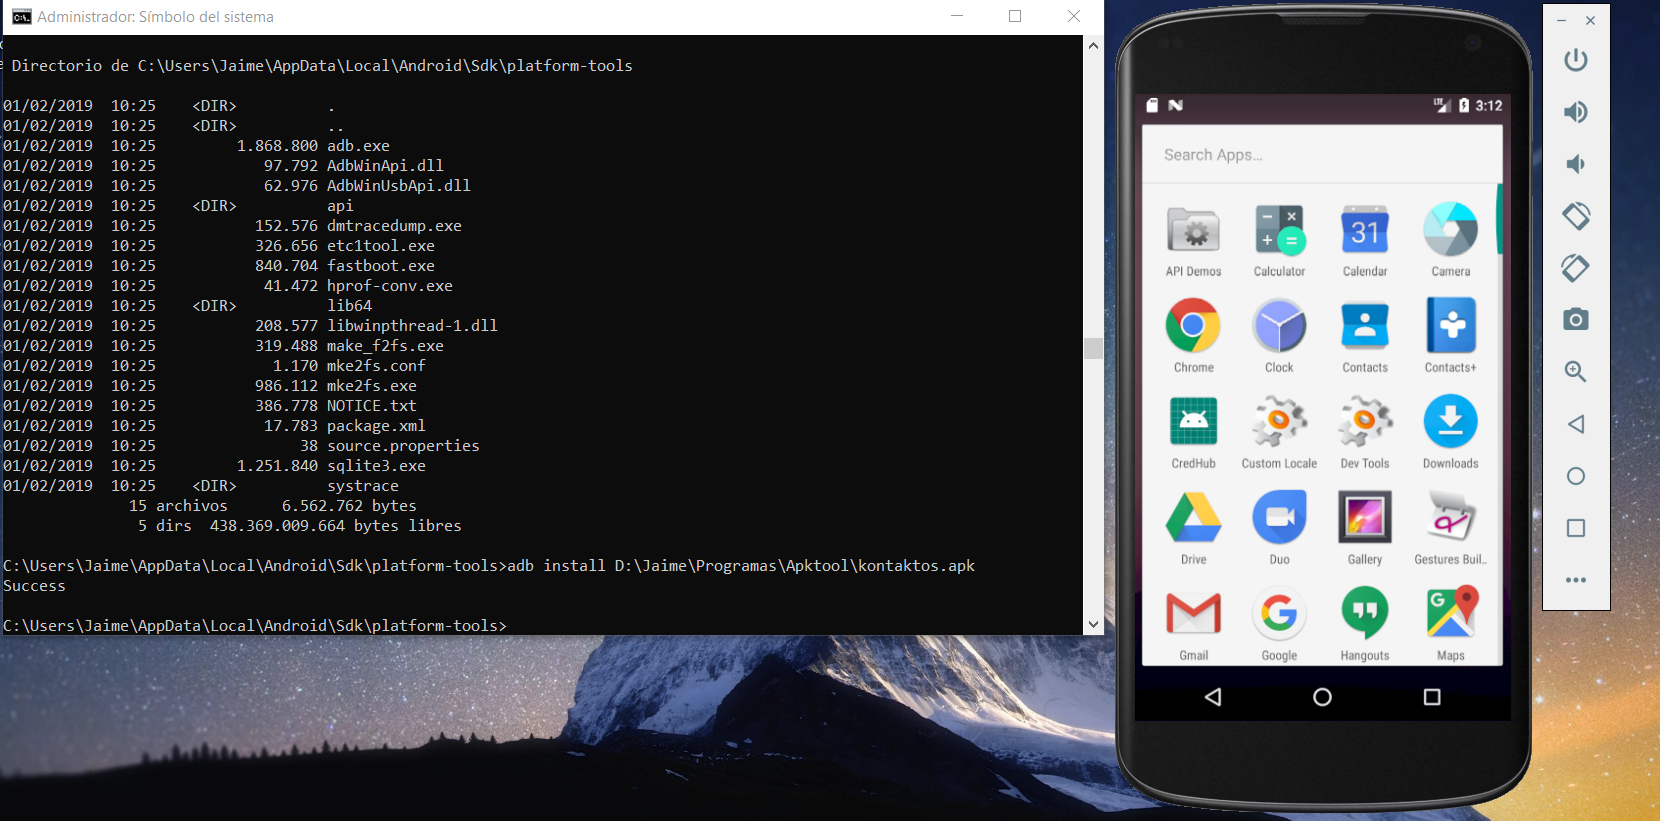 Administrador: Símbolo del sistema
Directorio de C:\Users\Jaime\AppData\Local\Android\Sdk\platform-tools
01/02/2019  10:25    <DIR>          .
01/02/2019  10:25    <DIR>          ..
01/02/2019  10:25         1.868.800 adb.exe
01/02/2019  10:25            97.792 AdbWinApi.dll
01/02/2019  10:25            62.976 AdbWinUsbApi.dll
01/02/2019  10:25    <DIR>          api
01/02/2019  10:25           152.576 dmtracedump.exe
01/02/2019  10:25           326.656 etc1tool.exe
01/02/2019  10:25           840.704 fastboot.exe
01/02/2019  10:25            41.472 hprof-conv.exe
01/02/2019  10:25    <DIR>          lib64
01/02/2019  10:25           208.577 libwinpthread-1.dll
01/02/2019  10:25           319.488 make_f2fs.exe
01/02/2019  10:25             1.170 mke2fs.conf
01/02/2019  10:25           986.112 mke2fs.exe
01/02/2019  10:25           386.778 NOTICE.txt
01/02/2019  10:25            17.783 package.xml
01/02/2019  10:25                38 source.properties
01/02/2019  10:25         1.251.840 sqlite3.exe
01/02/2019  10:25    <DIR>          systrace
15 archivos      6.562.762 bytes
5 dirs  438.369.009.664 bytes libres
C:\Users\Jaime\AppData\Local\Android\Sdk\platform-tools>adb install D:\Jaime\Programas\Apktool\kontaktos.apk
Success
C:\Users\Jaime\AppData\Local\Android\Sdk\platform-tools>
LTE 3:12
Search Apps...
31
API Demos Calculator Calendar Camera
Chrome Clock Contacts Contacts+
CredHub Custom Locale Dev Tools Downloads
Drive Duo Gallery Gestures Buil..
Gmail Google Hangouts Maps